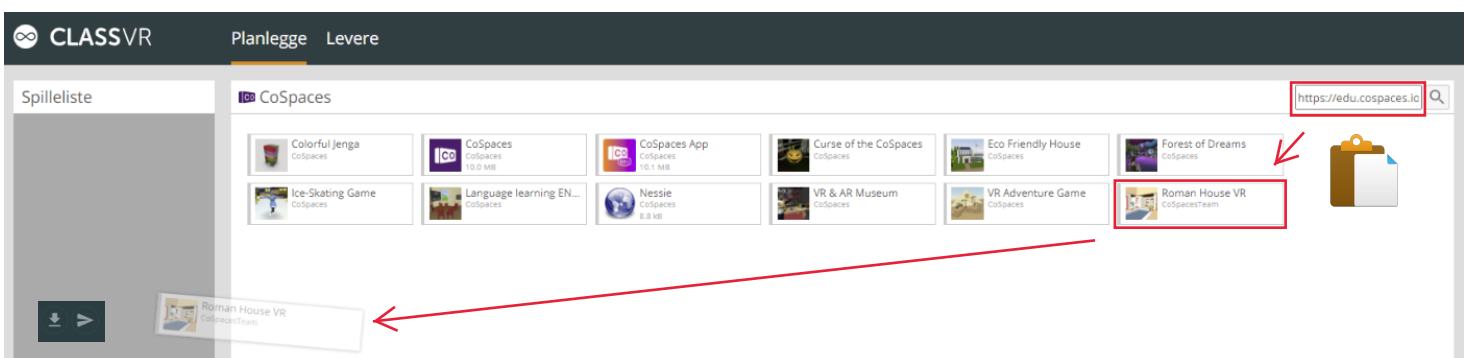 CLASSVR
Planlegge Levere
Spilleliste
CoSpaces
https://edu.cospaces.io
Colorful Jenga
CoSpaces
CoSpaces
CoSpaces
10.0 MB
CoSpaces App
CoSpaces
10.1 MB
Curse of the CoSpaces
CoSpaces
Eco Friendly House
CoSpaces
Forest of Dreams
CoSpaces
Ice-Skating Game
CoSpaces
Language learning EN...
CoSpaces
Nessie
CoSpaces
8.8 kB
VR & AR Museum
CoSpaces
VR Adventure Game
CoSpaces
Roman House VR
CoSpacesTeam
Roman House VR
CoSpacesTeam